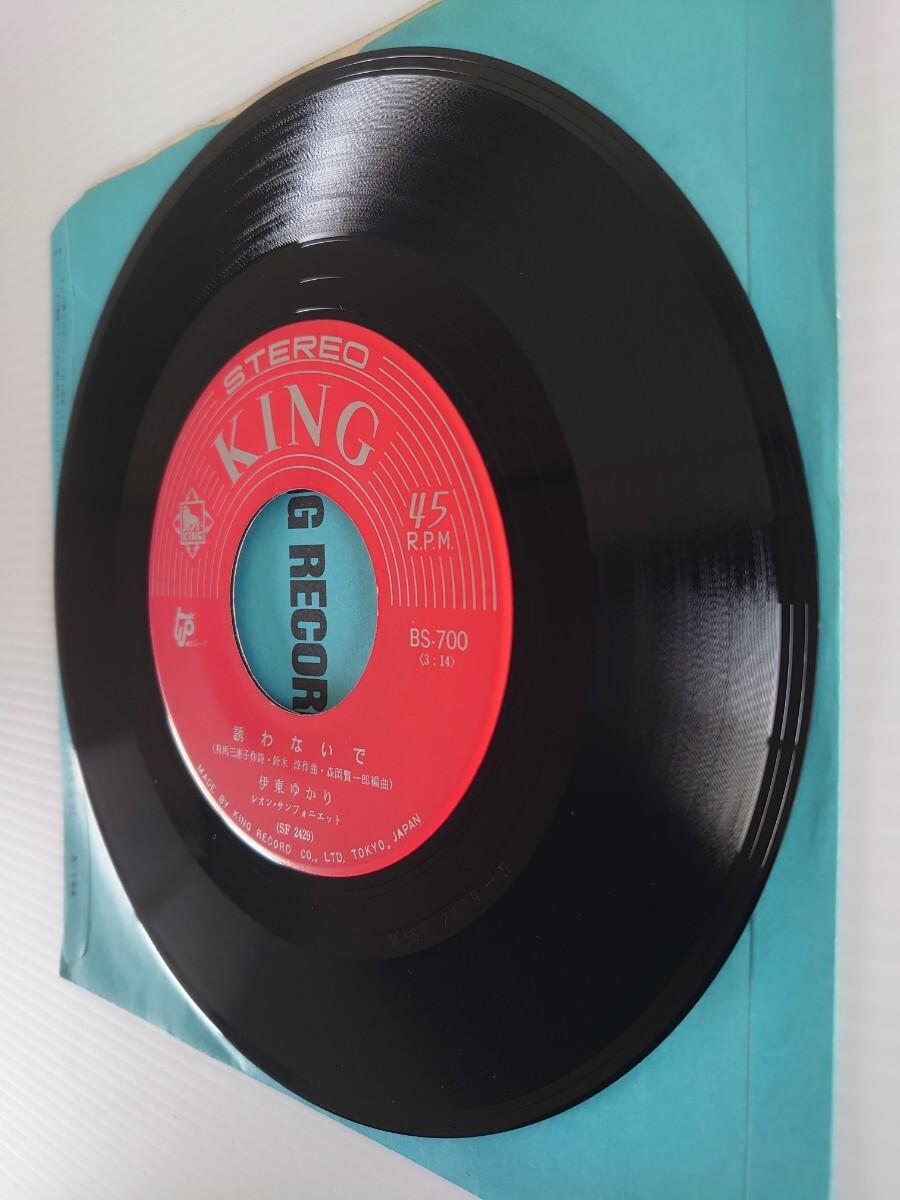 STEREO
KING
KING
45
R.P.M.
G RECOR
BS-700
〈3:14〉
誘わないで
(有馬三恵子作詩・鈴木 淳作曲・森岡賢一郎編曲)
伊東ゆかり
レオン・サンフォニエット
(SF 2429)
MADE BY KING RECORD CO., LTD. TOKYO, JAPAN